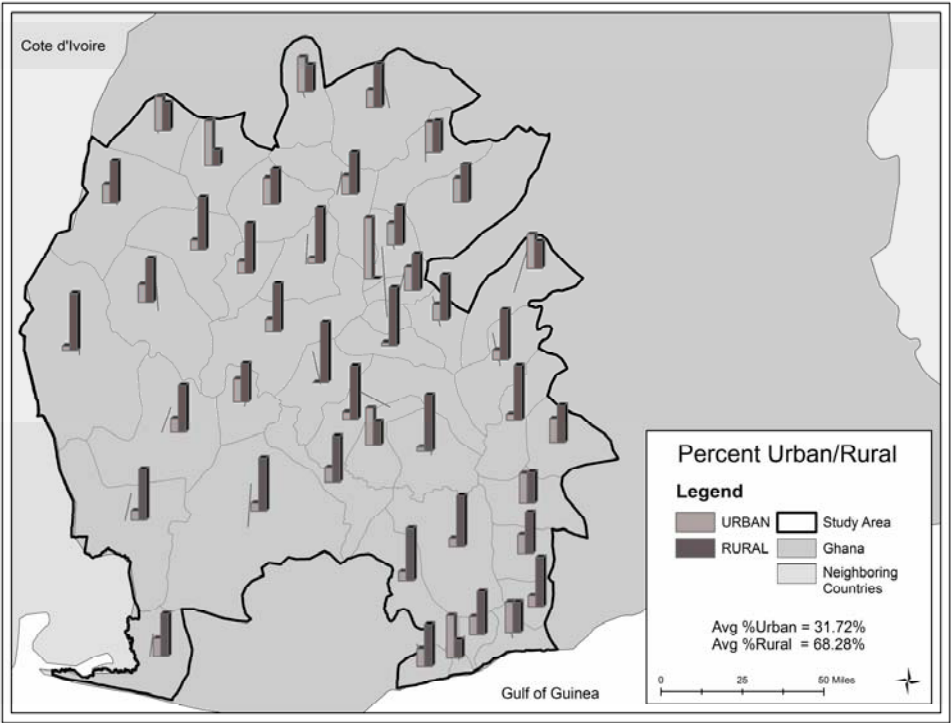 Cote d'Ivoire
Percent Urban/Rural
Legend
URBAN
Study Area
RURAL
Ghana
Neighboring
Countries
Avg %Urban = 31.72%
Avg %Rural = 68.28%
0 25 50 Miles
Gulf of Guinea